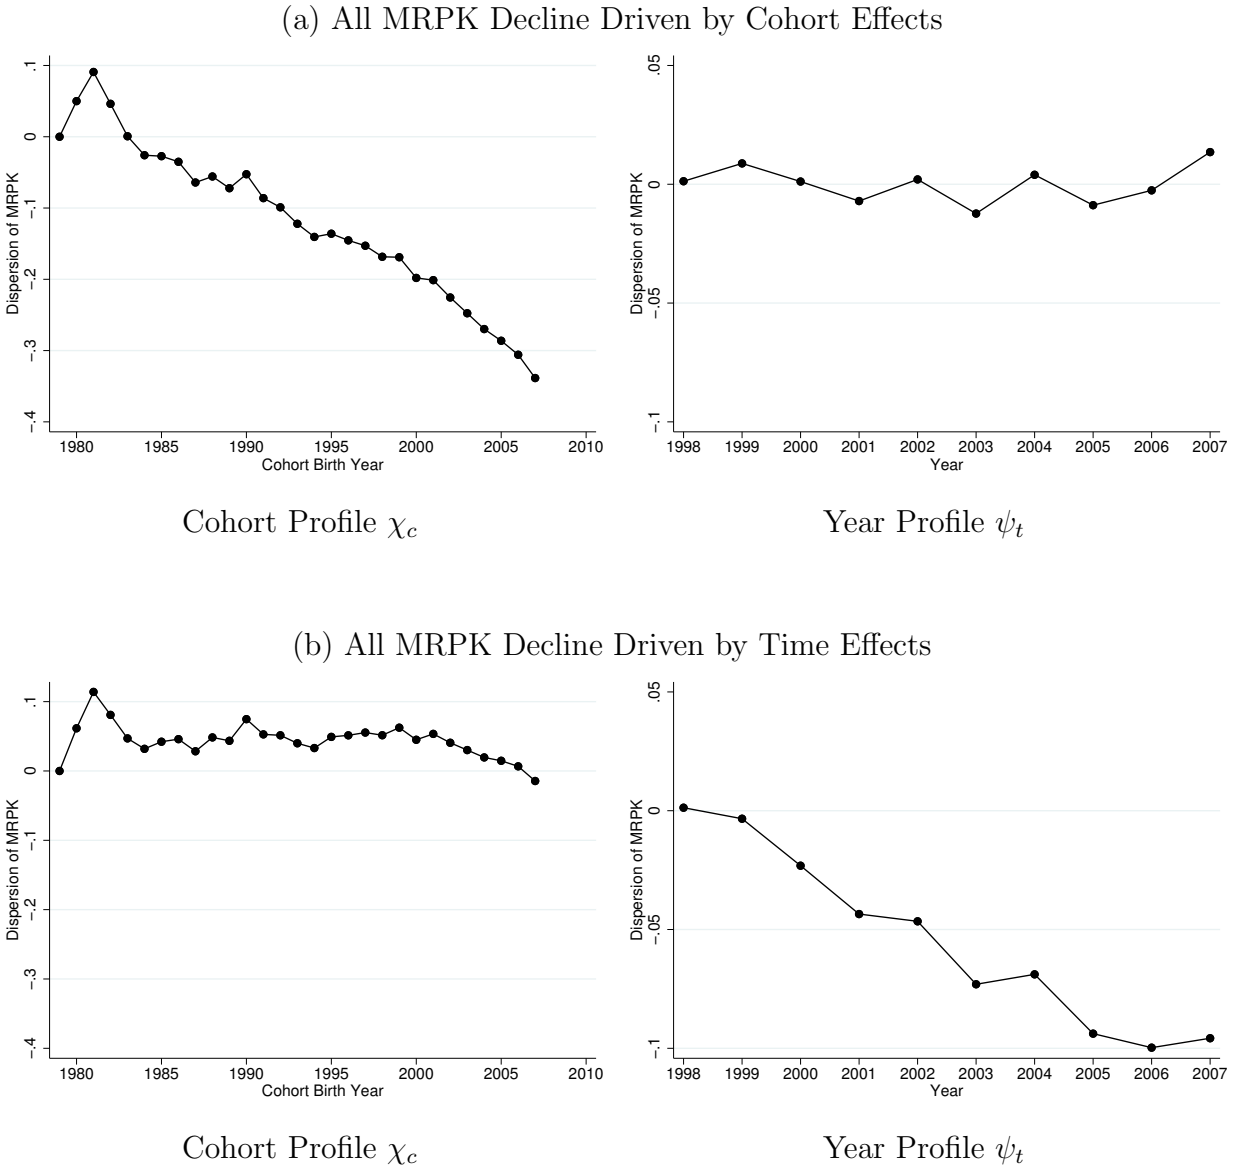 (a) All MRPK Decline Driven by Cohort Effects
Dispersion of MRPK
.1
0
-.1
-.2
-.3
-.4
1980 1985 1990 1995 2000 2005 2010
Cohort Birth Year
Cohort Profile χc
Dispersion of MRPK
.05
0
-.05
-.1
1998 1999 2000 2001 2002 2003 2004 2005 2006 2007
Year
Year Profile ψt
(b) All MRPK Decline Driven by Time Effects
Dispersion of MRPK
.1
0
-.1
-.2
-.3
-.4
1980 1985 1990 1995 2000 2005 2010
Cohort Birth Year
Cohort Profile χc
Dispersion of MRPK
.05
0
-.05
-.1
1998 1999 2000 2001 2002 2003 2004 2005 2006 2007
Year
Year Profile ψt